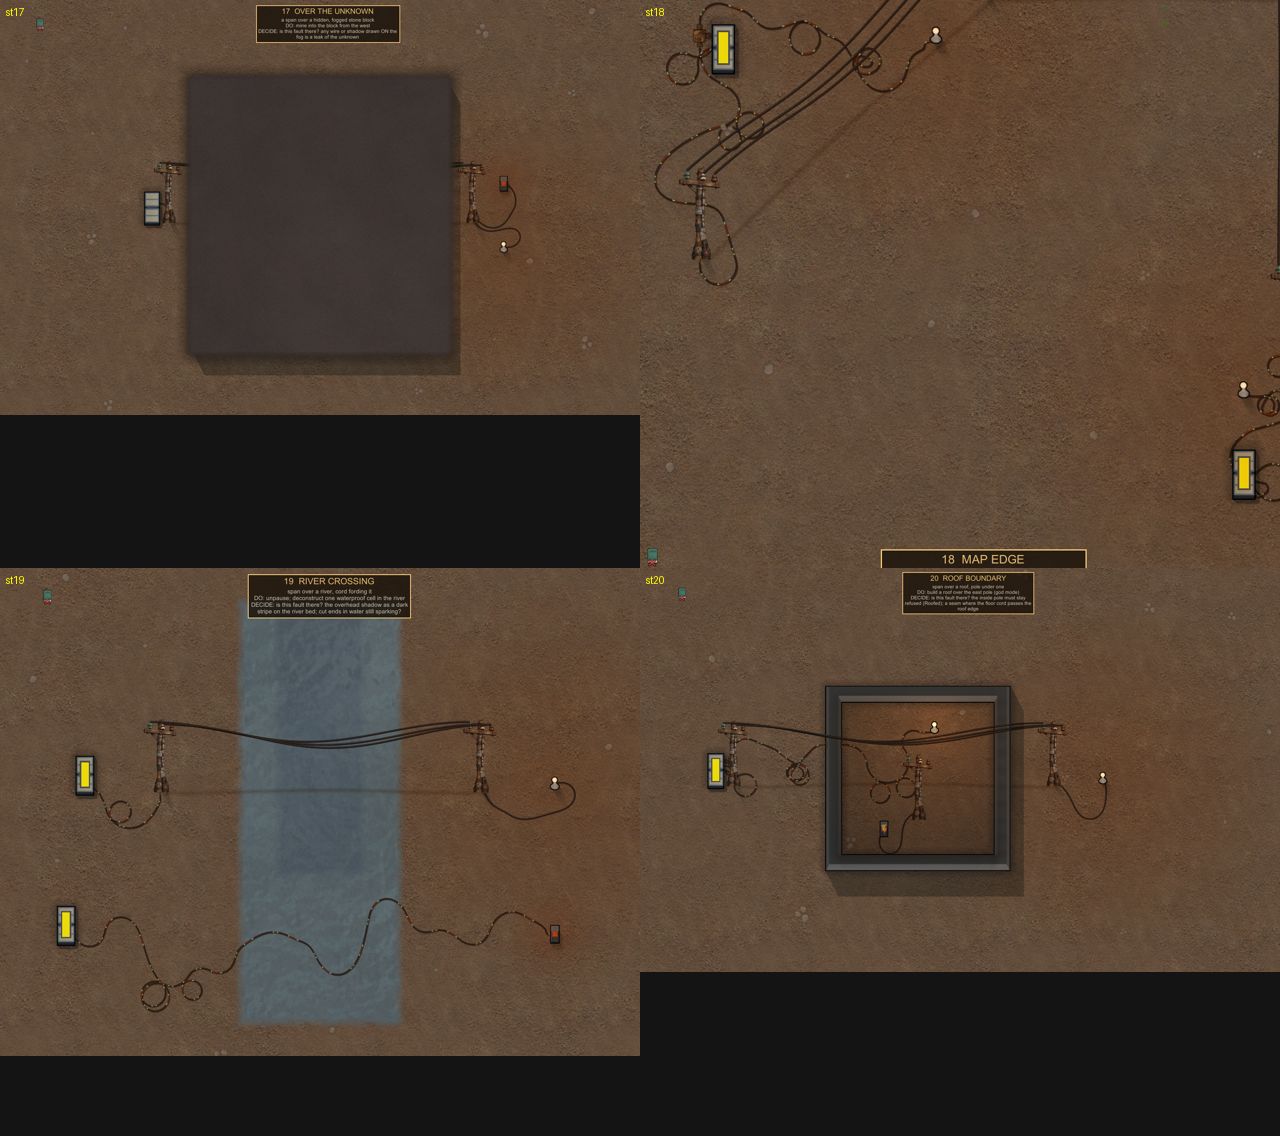 st17
17 OVER THE UNKNOWN
a span over a hidden, fogged stone block
DO: mine into the block from the west
DECIDE: is this fault there? any wire or shadow drawn ON the
fog is a leak of the unknown
st18
18 MAP EDGE
st19
19 RIVER CROSSING
span over a river, cord fording it
DO: unpause; deconstruct one waterproof cell in the river
DECIDE: is this fault there? the overhead shadow as a dark
stripe on the river bed; cut ends in water still sparking?
st20
20 ROOF BOUNDARY
span over a roof, pole under one
DO: build a roof over the east pole (god mode)
DECIDE: is this fault there? the inside pole must stay
refused (Roofed); a seam where the floor cord passes the
roof edge